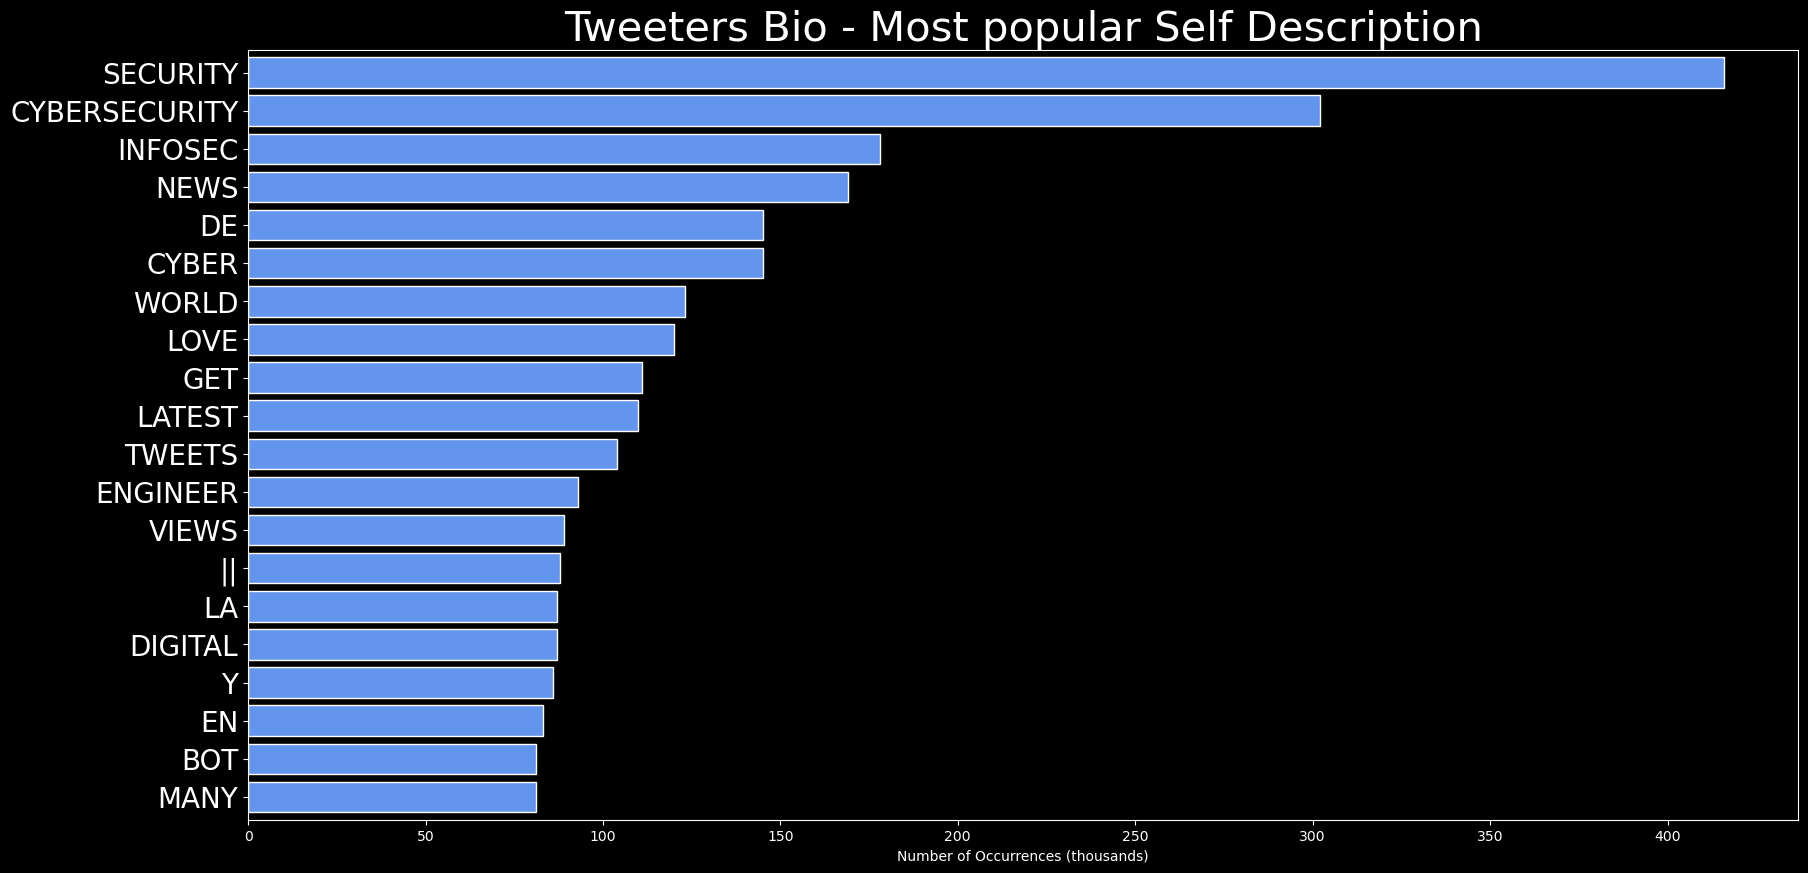 Tweeters Bio - Most popular Self Description
SECURITY
CYBERSECURITY
INFOSEC
NEWS
DE
CYBER
WORLD
LOVE
GET
LATEST
TWEETS
ENGINEER
VIEWS
||
LA
DIGITAL
Y
EN
BOT
MANY
0 50 100 150 200 250 300 350 400
Number of Occurrences (thousands)